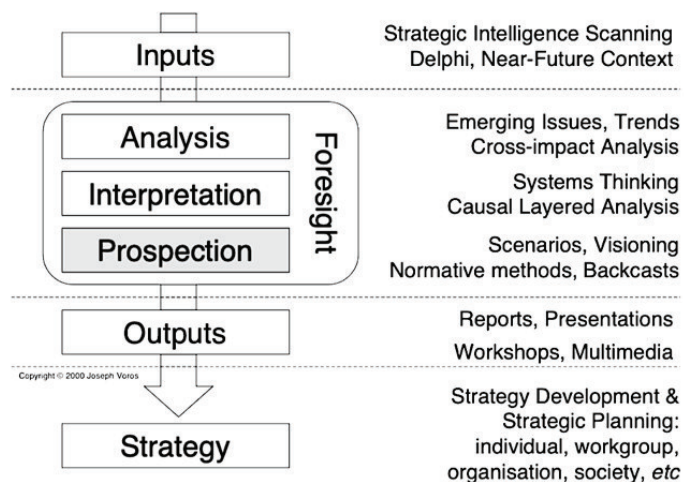 Inputs
Strategic Intelligence Scanning
Delphi, Near-Future Context
Foresight
Analysis
Emerging Issues, Trends
Cross-impact Analysis
Interpretation
Systems Thinking
Causal Layered Analysis
Prospection
Scenarios, Visioning
Normative methods, Backcasts
Outputs
Reports, Presentations
Workshops, Multimedia
Copyright © 2000 Joseph Voros
Strategy
Strategy Development &
Strategic Planning:
individual, workgroup,
organisation, society, etc